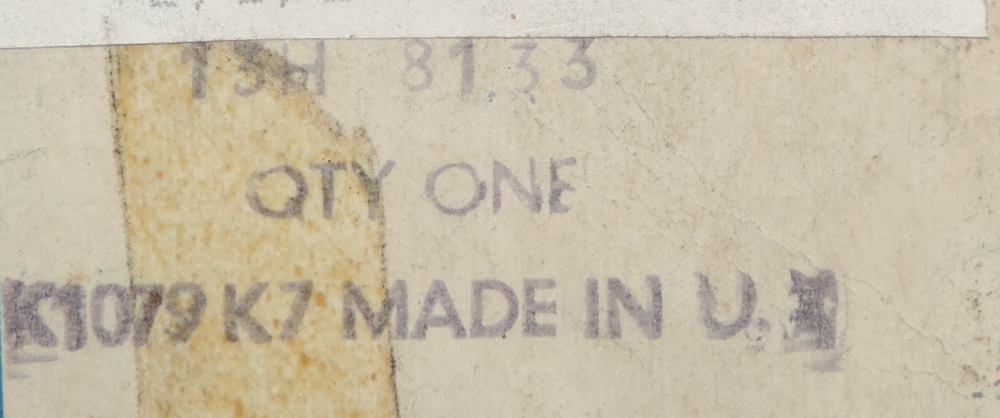 13H 8133
QTY ONE
K1079 K7 MADE IN U.K